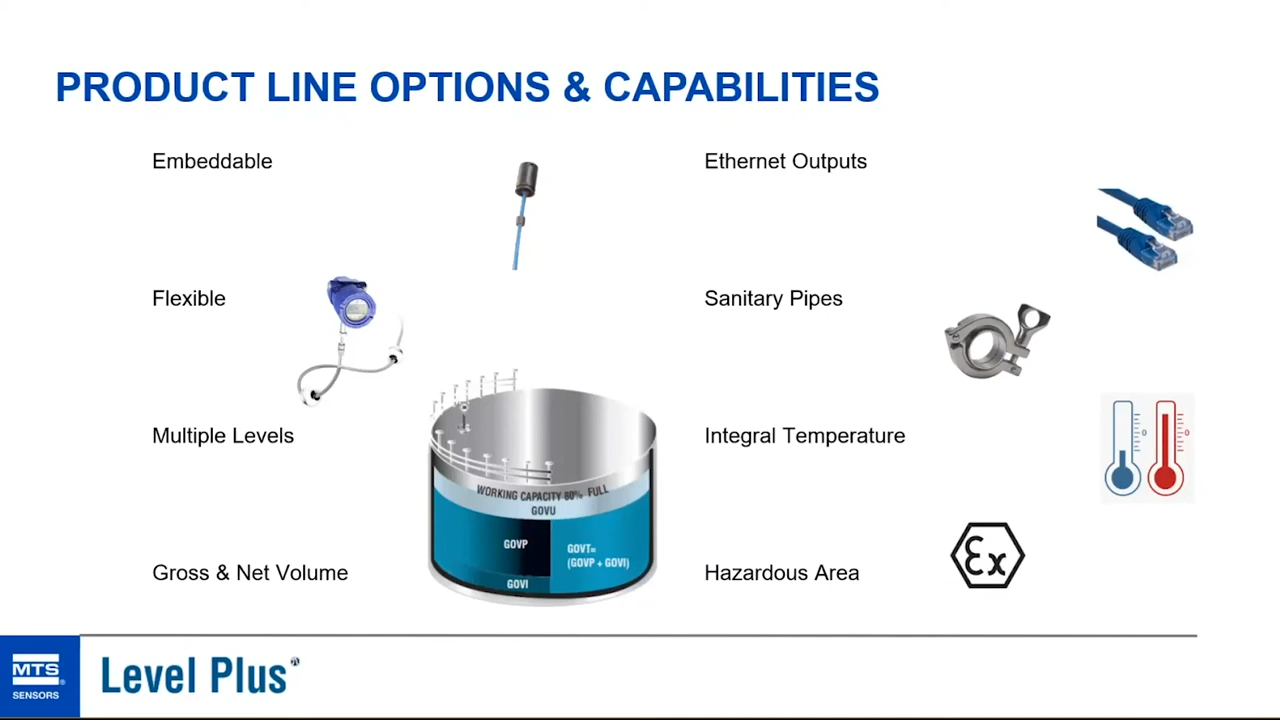 PRODUCT LINE OPTIONS & CAPABILITIES
Embeddable
Flexible
Multiple Levels
Gross & Net Volume
WORKING CAPACITY 80% FULL
GOVU
GOVP
GOVT=
(GOVP + GOVI)
GOVI
Ethernet Outputs
Sanitary Pipes
Integral Temperature
Hazardous Area
Ex
MTS®
SENSORS
Level Plus